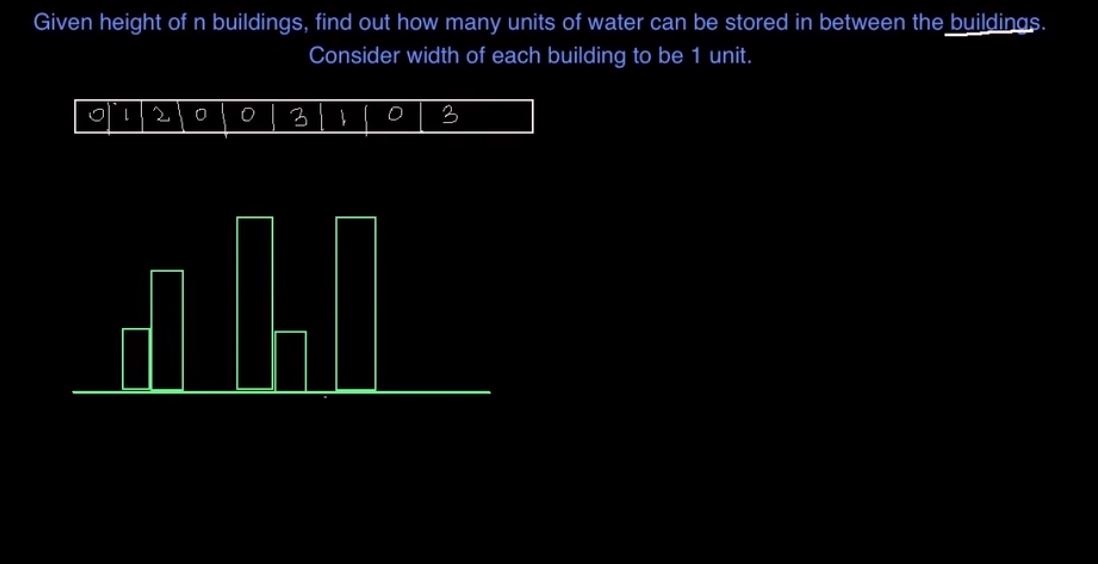 Given height of n buildings, find out how many units of water can be stored in between the buildings.
Consider width of each building to be 1 unit.
0 1 2 0 0 3 1 0 3